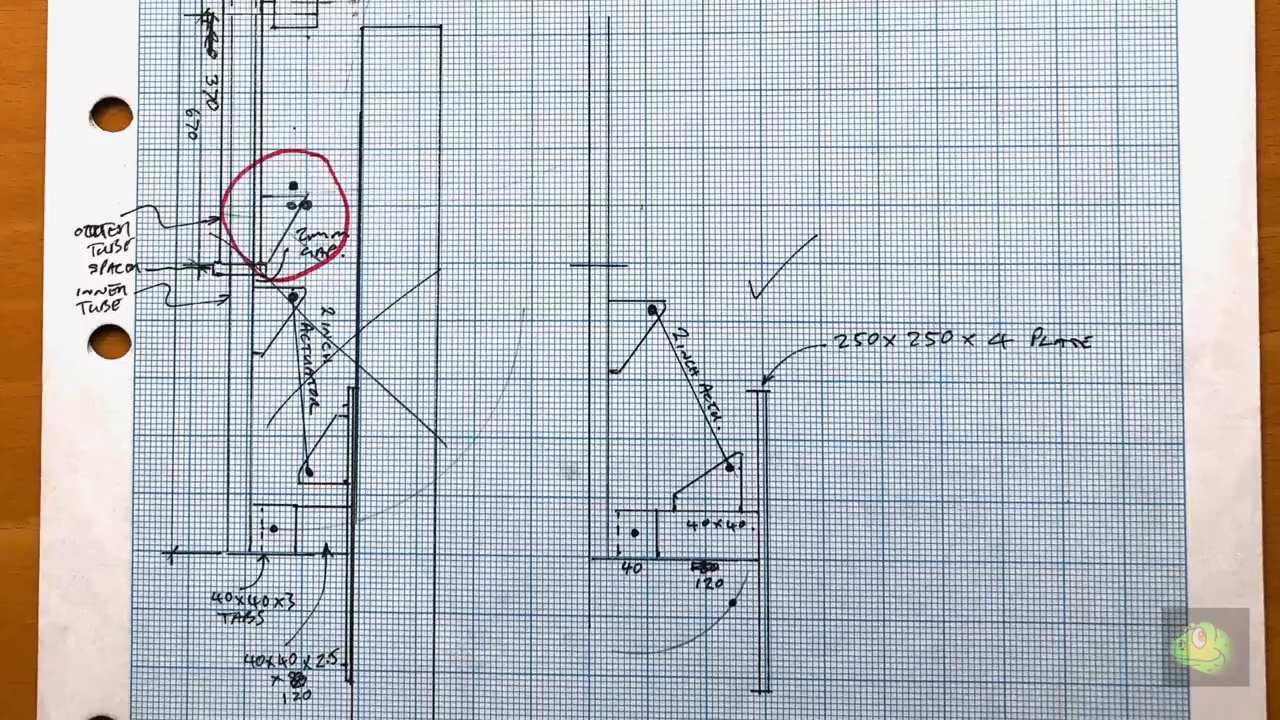 370
670
OUTER
TUBE
SPACER
INNER
TUBE
2mm
GAP.
2 INCH
ACTUATOR
40x40x3
TABS
40x40x2.5
x
120
2 INCH ACTU.
250x 250 x 4 PLATE
40x40
40
120